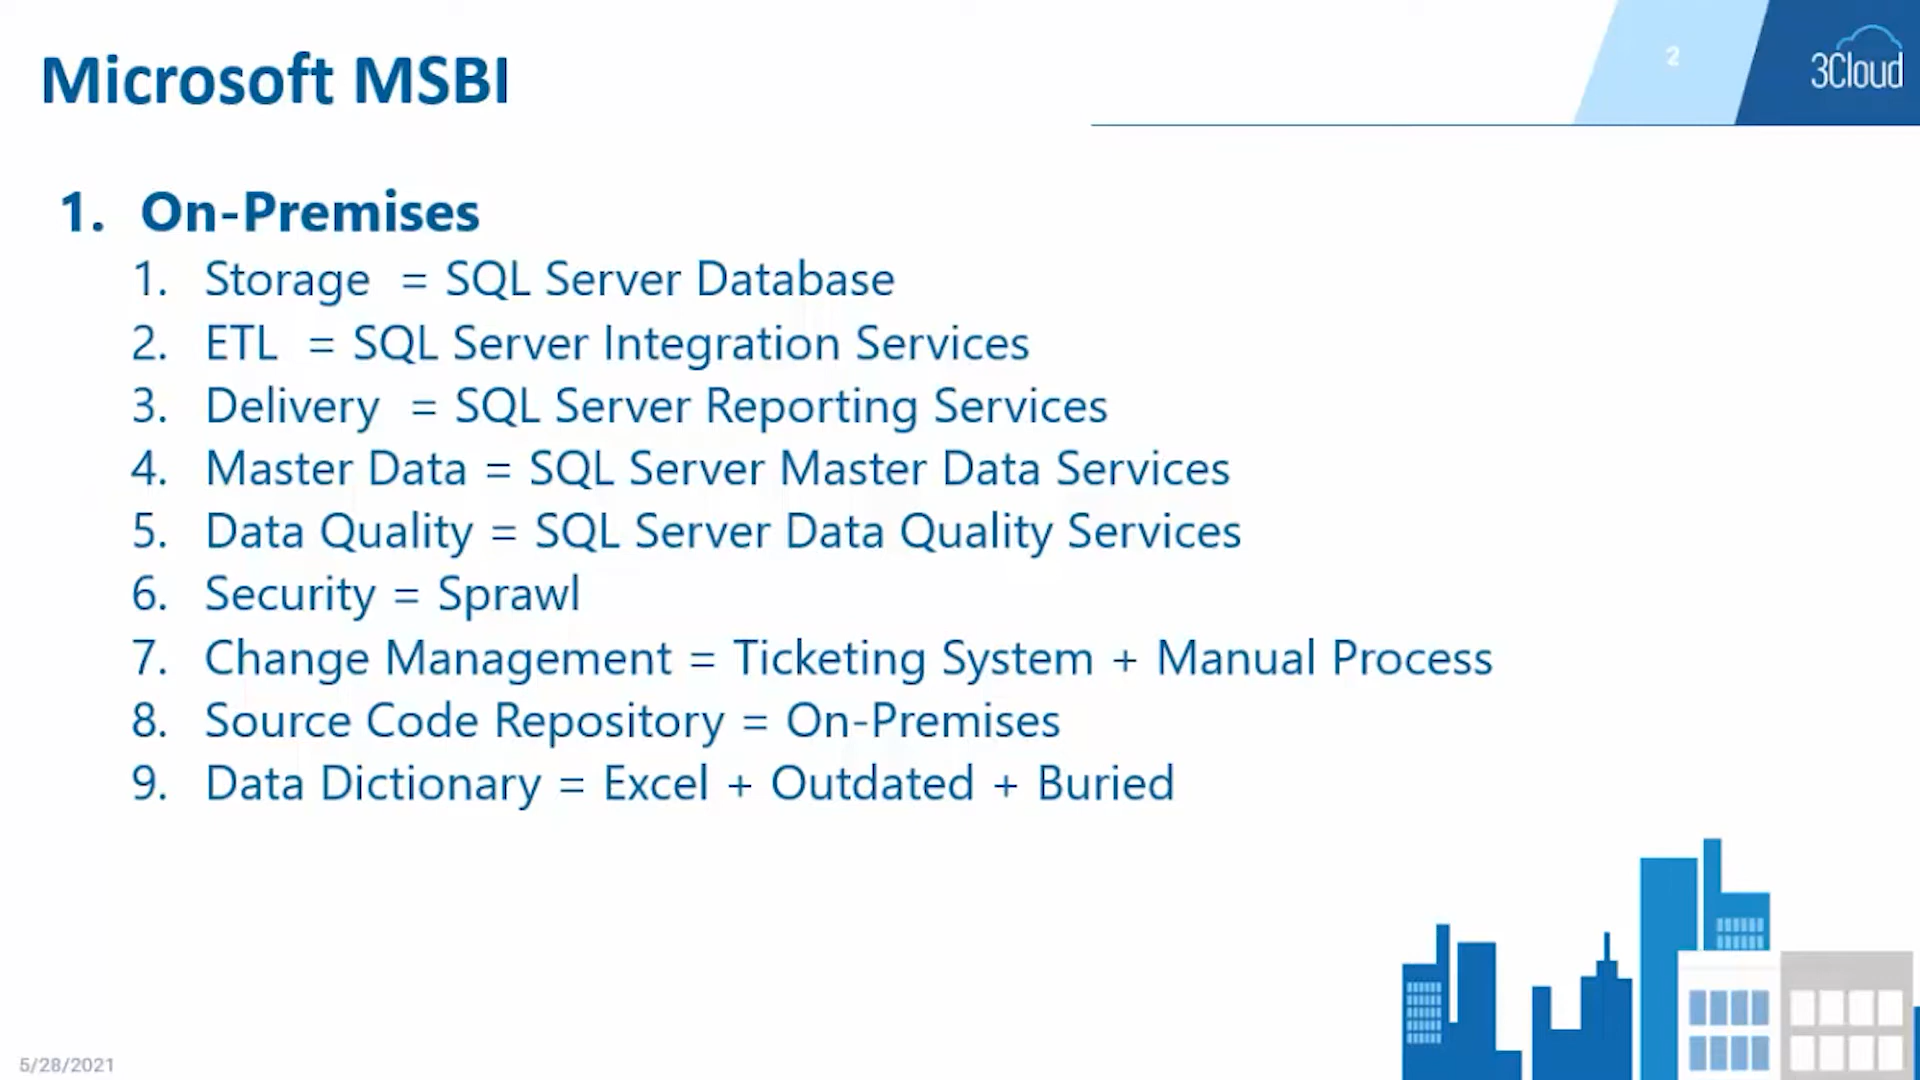 Microsoft MSBI
2
3Cloud
1. On-Premises
1. Storage = SQL Server Database
2. ETL = SQL Server Integration Services
3. Delivery = SQL Server Reporting Services
4. Master Data = SQL Server Master Data Services
5. Data Quality = SQL Server Data Quality Services
6. Security = Sprawl
7. Change Management = Ticketing System + Manual Process
8. Source Code Repository = On-Premises
9. Data Dictionary = Excel + Outdated + Buried
5/28/2021